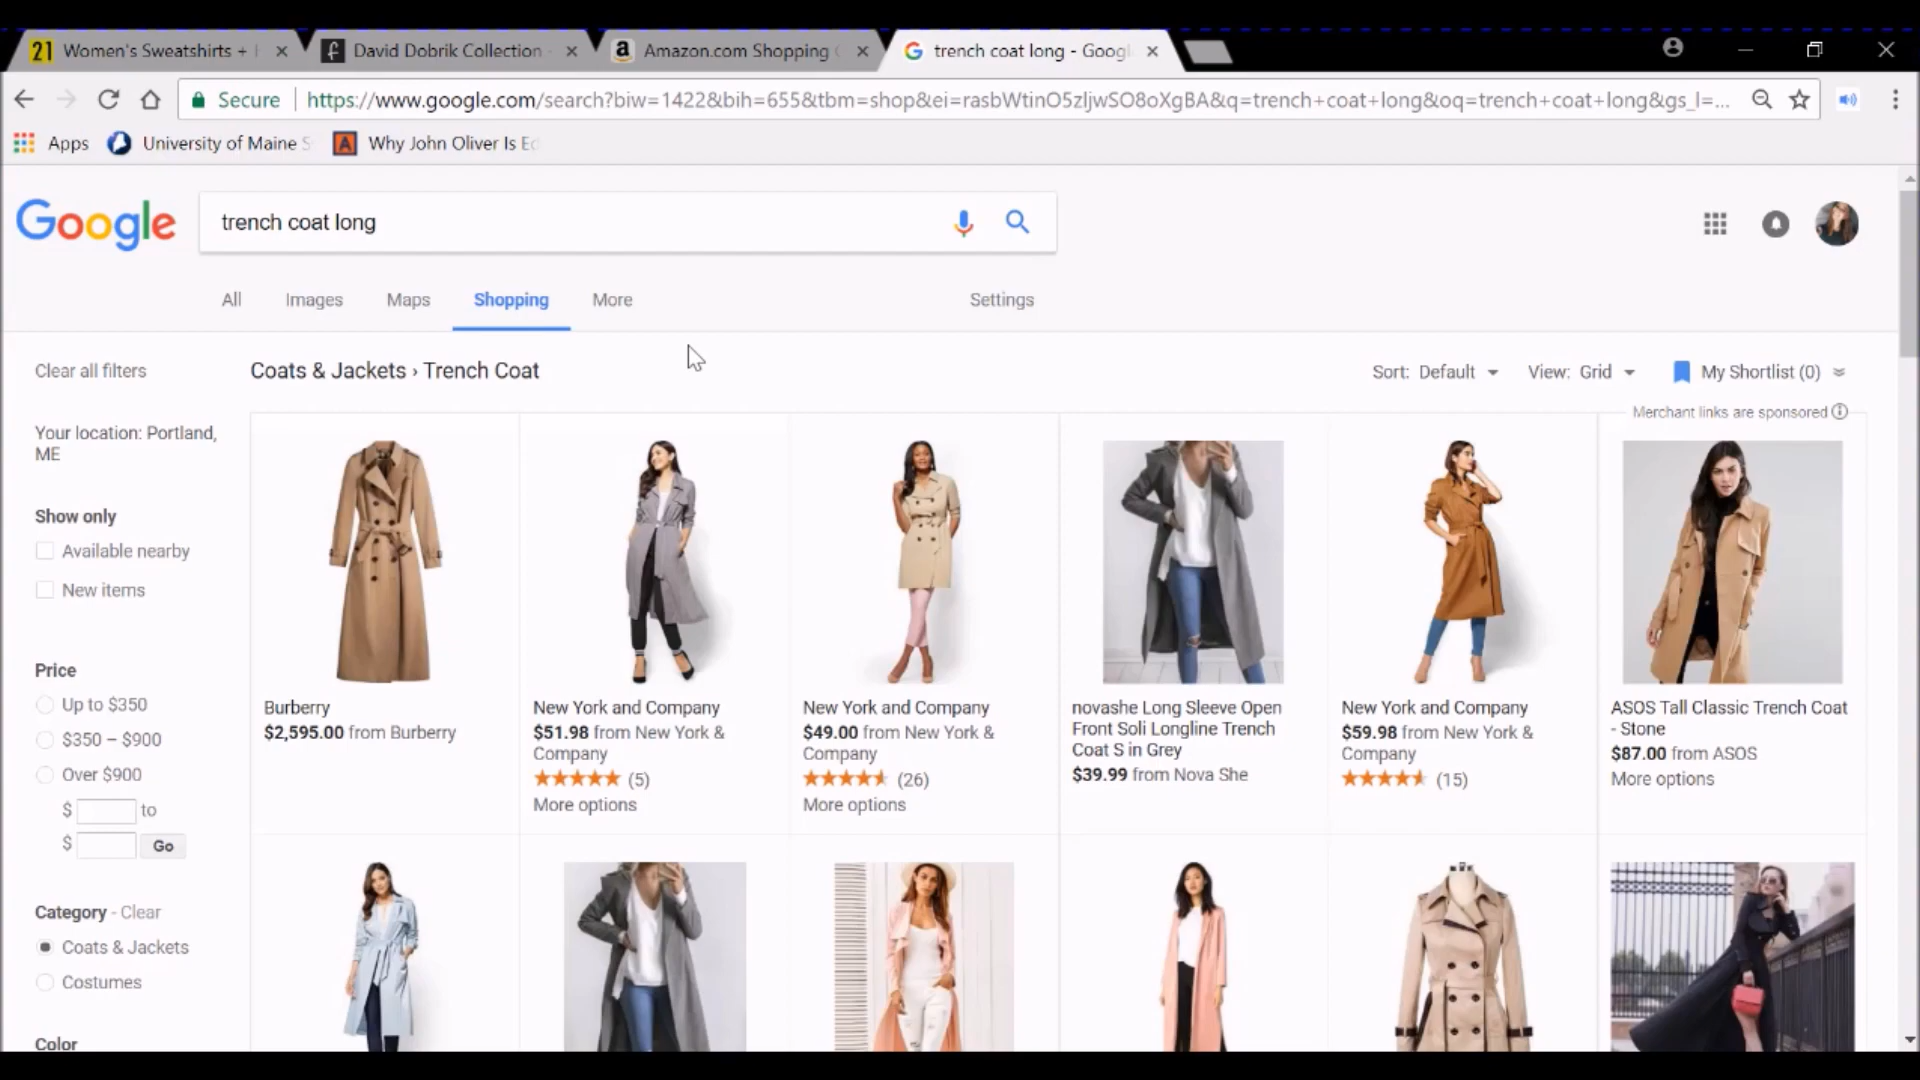 21 Women's Sweatshirts +
David Dobrik Collection
Amazon.com Shopping
trench coat long - Googl
Secure
https://www.google.com/search?biw=1422&bih=655&tbm=shop&ei=rasbWtinO5zljwSO8oXgBA&q=trench+coat+long&oq=trench+coat+long&gs_l=...
Apps
University of Maine S
Why John Oliver Is Ed
Google
trench coat long
All
Images
Maps
Shopping
More
Settings
Clear all filters
Coats & Jackets › Trench Coat
Sort: Default
View: Grid
My Shortlist (0)
Merchant links are sponsored
Your location: Portland,
ME
Show only
Available nearby
New items
Price
Up to $350
$350 – $900
Over $900
$ to
$ Go
Category - Clear
Coats & Jackets
Costumes
Color
Burberry
$2,595.00 from Burberry
New York and Company
$51.98 from New York &
Company
(5)
More options
New York and Company
$49.00 from New York &
Company
(26)
More options
novashe Long Sleeve Open
Front Soli Longline Trench
Coat S in Grey
$39.99 from Nova She
New York and Company
$59.98 from New York &
Company
(15)
ASOS Tall Classic Trench Coat
- Stone
$87.00 from ASOS
More options